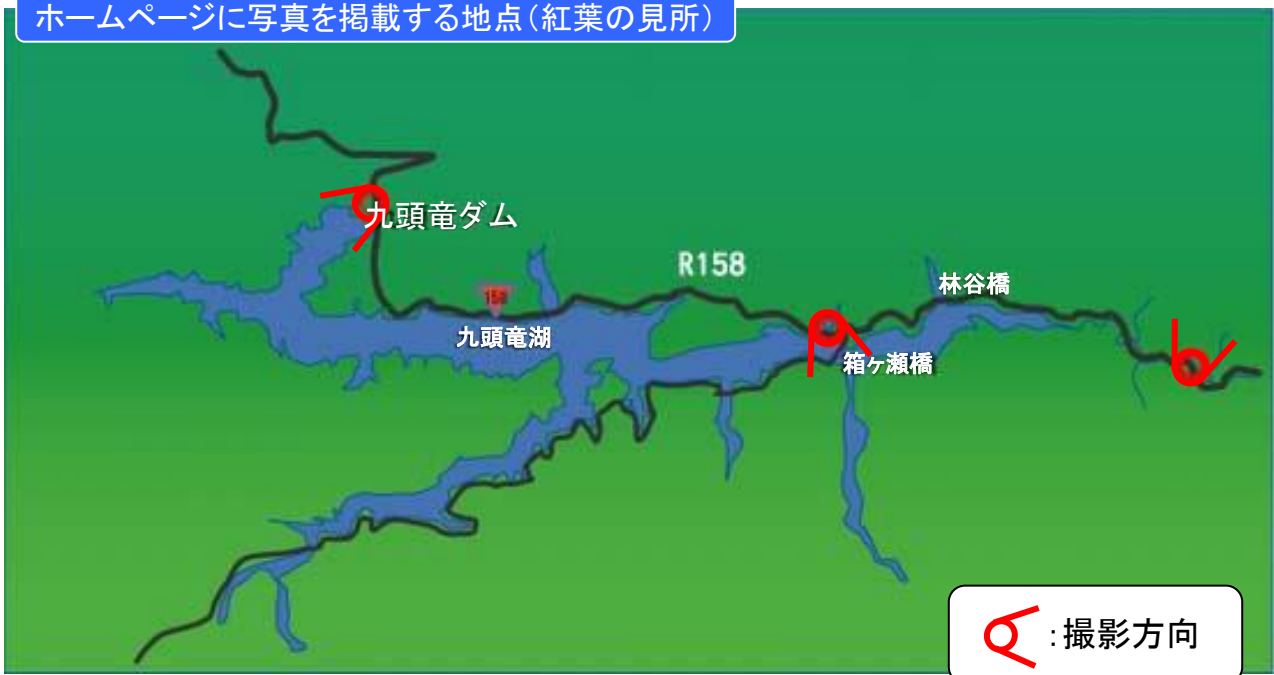 ホームページに写真を掲載する地点（紅葉の見所）
九頭竜ダム
R158
林谷橋
158
九頭竜湖
箱ヶ瀬橋
：撮影方向